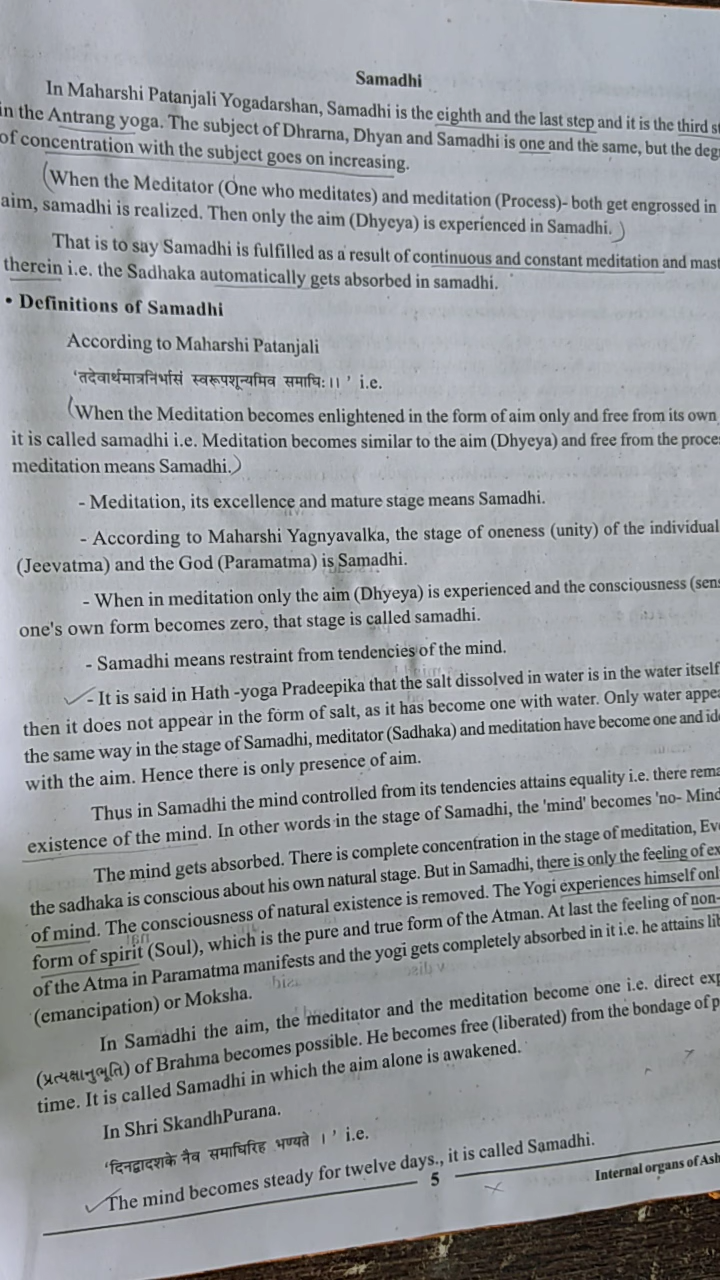 Samadhi
In Maharshi Patanjali Yogadarshan, Samadhi is the eighth and the last step and it is the third
in the Antrang yoga. The subject of Dhrarna, Dhyan and Samadhi is one and the same, but the
of concentration with the subject goes on increasing.
(When the Meditator (One who meditates) and meditation (Process)- both get engrossed in
aim, samadhi is realized. Then only the aim (Dhyeya) is experienced in Samadhi.)
That is to say Samadhi is fulfilled as a result of continuous and constant meditation and
therein i.e. the Sadhaka automatically gets absorbed in samadhi.
• Definitions of Samadhi
According to Maharshi Patanjali
'तदेवार्थमात्रनिर्भासं स्वरूपशून्यमिव समाधिः।। ' i.e.
(When the Meditation becomes enlightened in the form of aim only and free from its own
it is called samadhi i.e. Meditation becomes similar to the aim (Dhyeya) and free from the
meditation means Samadhi.)
- Meditation, its excellence and mature stage means Samadhi.
- According to Maharshi Yagnyavalka, the stage of oneness (unity) of the individual
(Jeevatma) and the God (Paramatma) is Samadhi.
- When in meditation only the aim (Dhyeya) is experienced and the consciousness
one's own form becomes zero, that stage is called samadhi.
- Samadhi means restraint from tendencies of the mind.
- It is said in Hath -yoga Pradeepika that the salt dissolved in water is in the water itself
then it does not appear in the form of salt, as it has become one with water. Only water
the same way in the stage of Samadhi, meditator (Sadhaka) and meditation have become one and
with the aim. Hence there is only presence of aim.
Thus in Samadhi the mind controlled from its tendencies attains equality i.e. there
existence of the mind. In other words in the stage of Samadhi, the 'mind' becomes 'no- Mind
The mind gets absorbed. There is complete concentration in the stage of meditation,
the sadhaka is conscious about his own natural stage. But in Samadhi, there is only the feeling of
of mind. The consciousness of natural existence is removed. The Yogi experiences himself
form of spirit (Soul), which is the pure and true form of the Atman. At last the feeling of non-
of the Atma in Paramatma manifests and the yogi gets completely absorbed in it i.e. he attains
(emancipation) or Moksha.
In Samadhi the aim, the meditator and the meditation become one i.e. direct
(પ્રત્યક્ષાનુભૂતિ) of Brahma becomes possible. He becomes free (liberated) from the bondage of
time. It is called Samadhi in which the aim alone is awakened.
In Shri SkandhPurana.
'दिनद्वादशके नैव समाधिरिह भण्यते । ' i.e.
The mind becomes steady for twelve days., it is called Samadhi.
5
Internal organs of